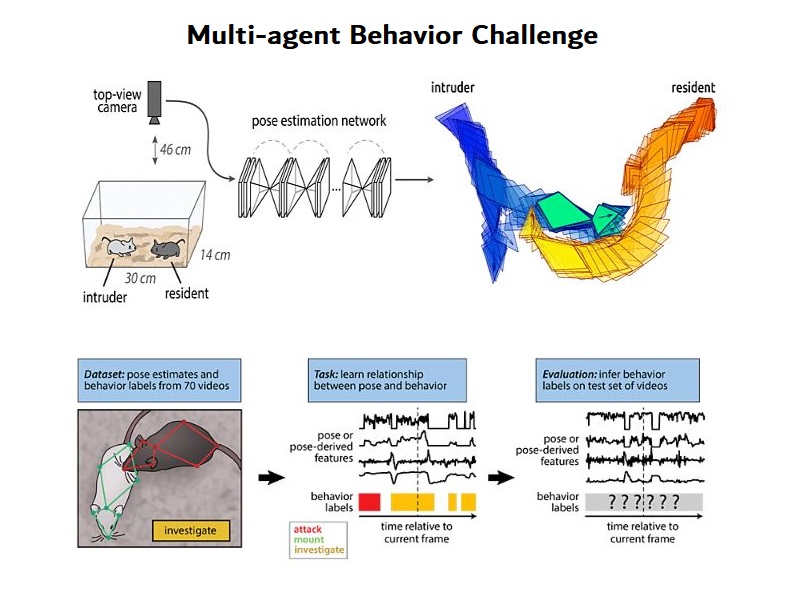 Multi-agent Behavior Challenge
top-view
camera
46 cm
pose estimation network
intruder
resident
14 cm
30 cm
intruder
resident
Dataset: pose estimates and
behavior labels from 70 videos
Task: learn relationship
between pose and behavior
Evaluation: infer behavior
labels on test set of videos
investigate
pose or
pose-derived
features
behavior
labels
attack
mount
investigate
time relative to
current frame
pose or
pose-derived
features
behavior
labels
? ? ? ? ? ?
time relative to
current frame